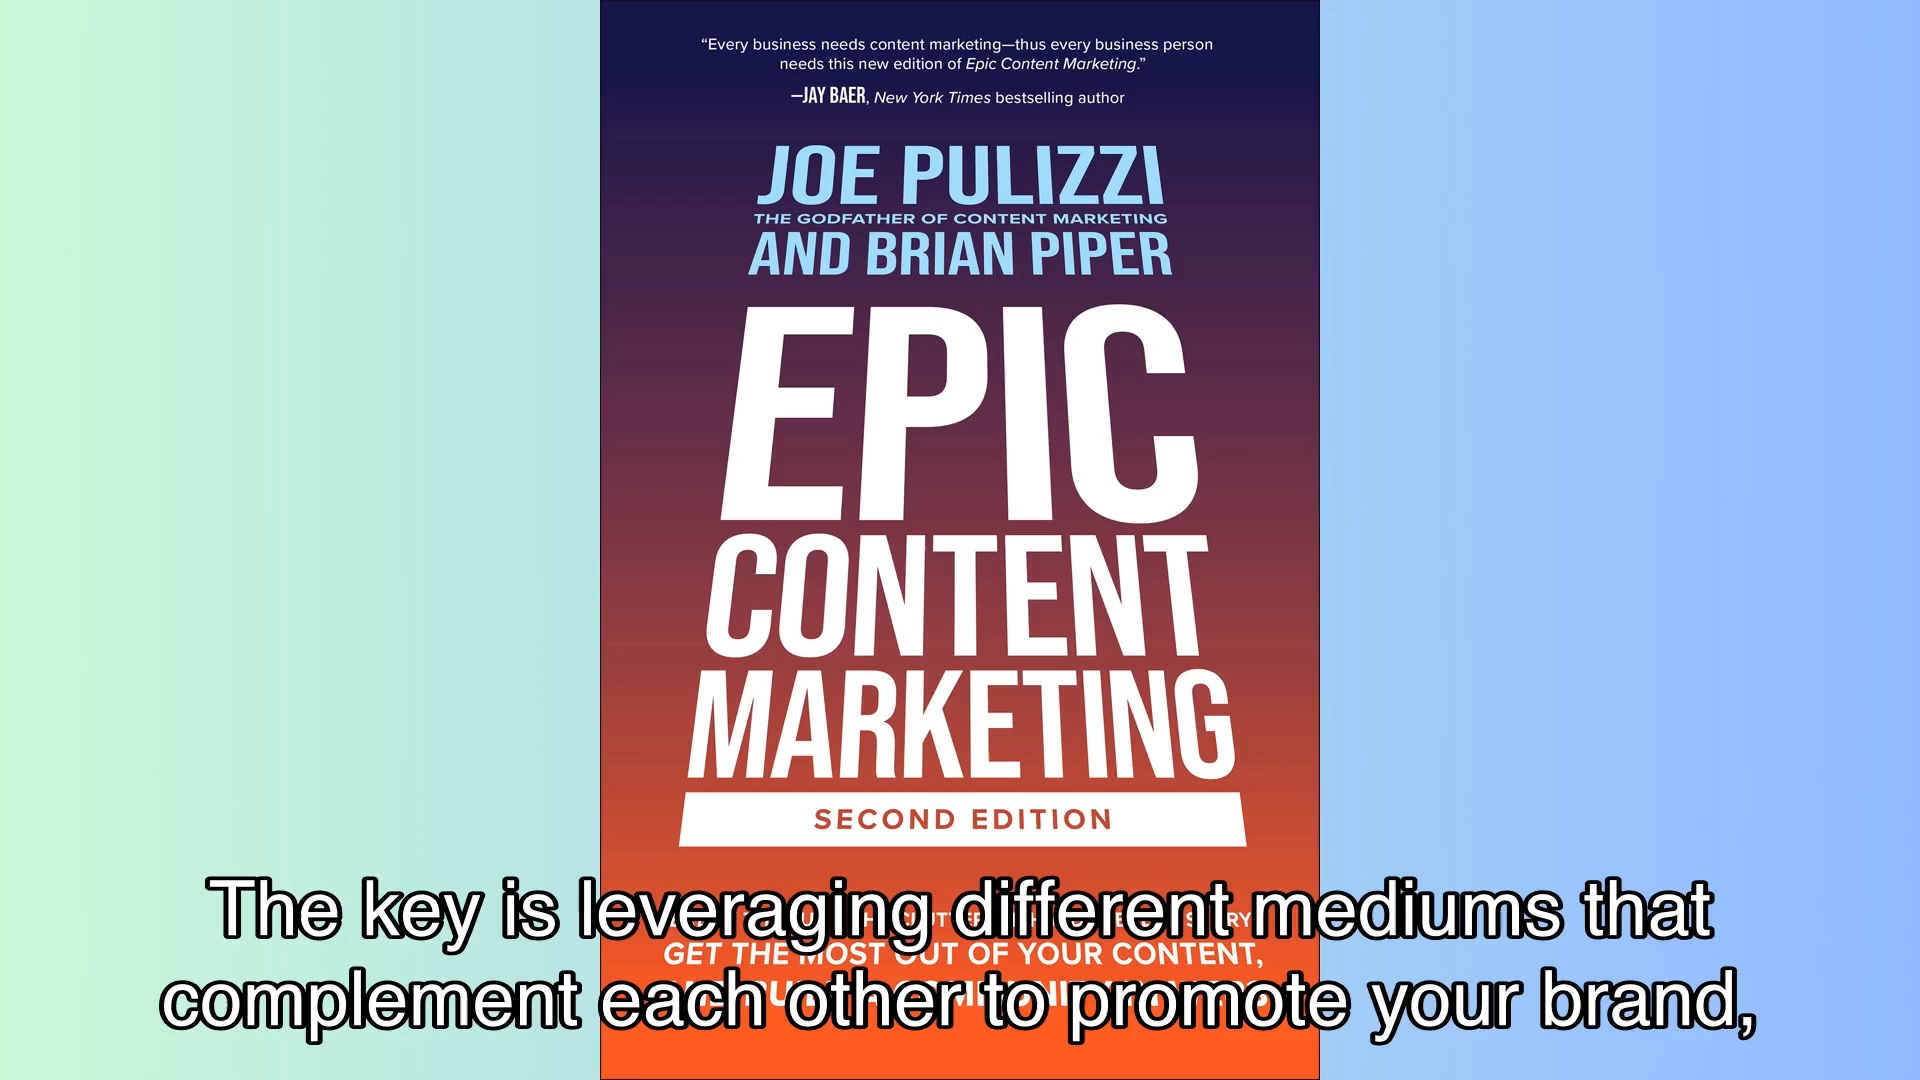 “Every business needs content marketing—thus every business person
needs this new edition of Epic Content Marketing.”
—JAY BAER, New York Times bestselling author
JOE PULIZZI
THE GODFATHER OF CONTENT MARKETING
AND BRIAN PIPER
EPIC
CONTENT
MARKETING
SECOND EDITION
GET THE MOST OUT OF YOUR CONTENT,
The key is leveraging different mediums that
complement each other to promote your brand,